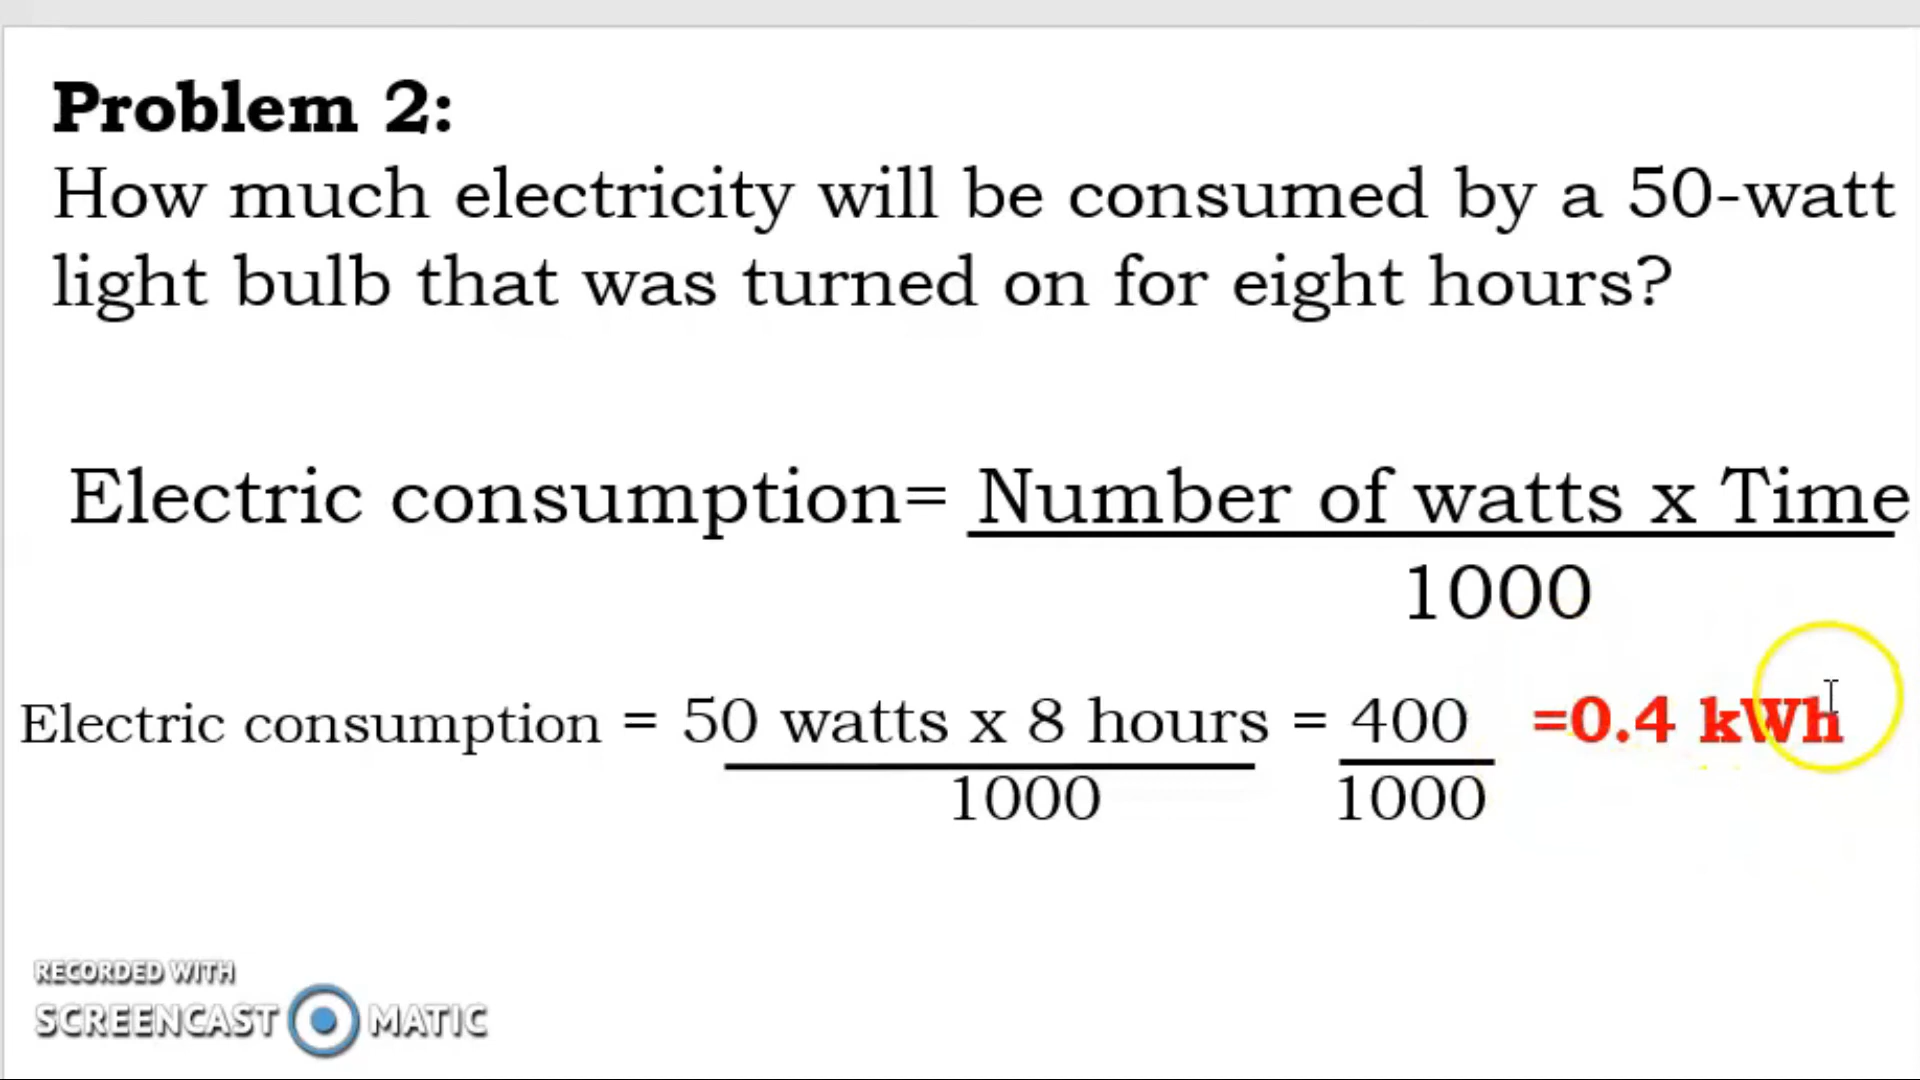 Problem 2:
How much electricity will be consumed by a 50-watt
light bulb that was turned on for eight hours?
Electric consumption= Number of watts x Time
1000
Electric consumption = 50 watts x 8 hours = 400 =0.4 kWh
1000 1000
RECORDED WITH
SCREENCAST MATIC